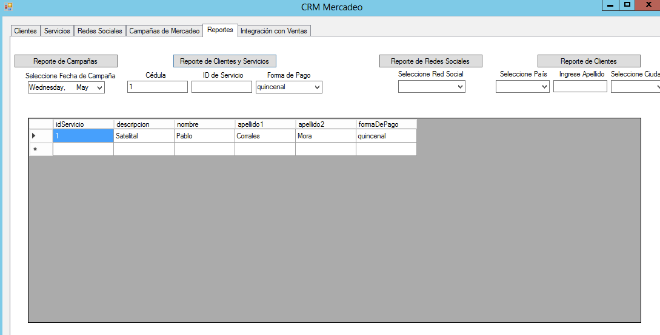 CRM Mercadeo
Clientes Servicios Redes Sociales Campañas de Mercadeo Reportes Integración con Ventas
Reporte de Campañas Reporte de Clientes y Servicios Reporte de Redes Sociales Reporte de Clientes
Seleccione Fecha de Campaña Cédula ID de Servicio Forma de Pago Seleccione Red Social Seleccione País Ingrese Apellido Seleccione Ciuda
Wednesday, May 1 quincenal
idServicio descripcion nombre apellido1 apellido2 formaDePago
1 Satelital Pablo Corrales Mora quincenal